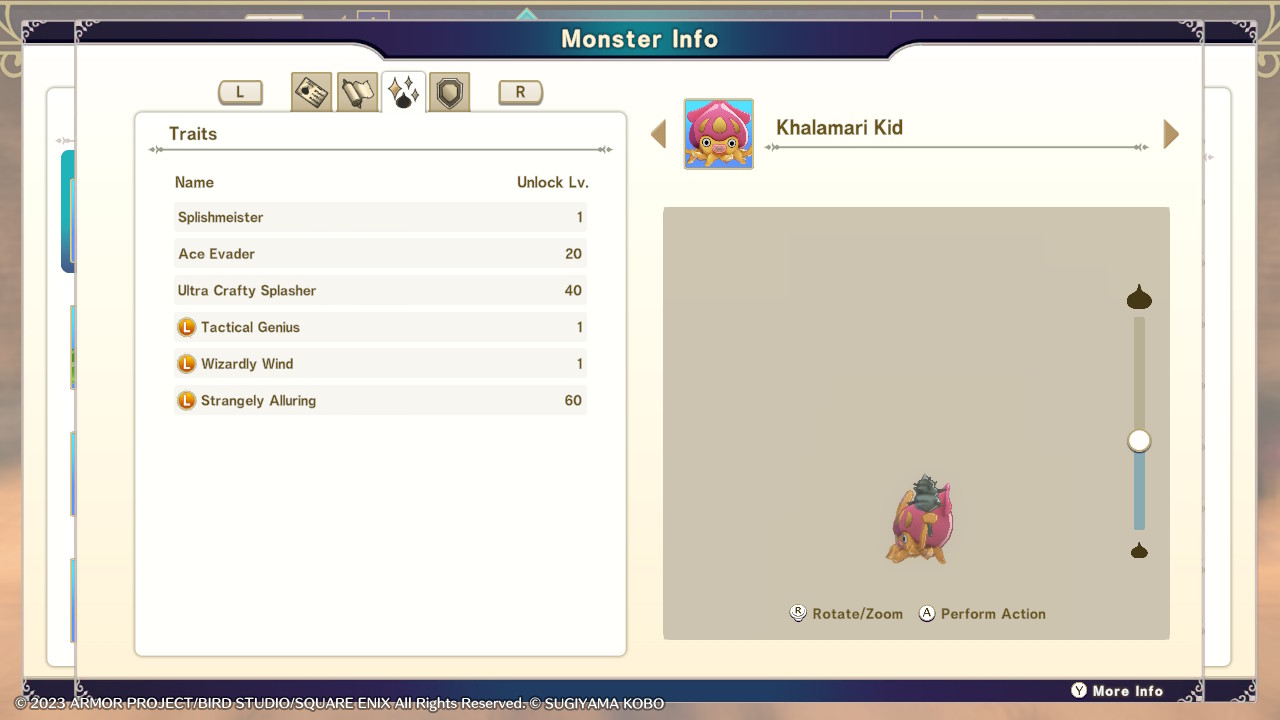 Monster Info
L
R
Traits
Khalamari Kid
Name Unlock Lv.
Splishmeister 1
Ace Evader 20
Ultra Crafty Splasher 40
L Tactical Genius 1
L Wizardly Wind 1
L Strangely Alluring 60
R Rotate/Zoom A Perform Action
Y More Info
© 2023 ARMOR PROJECT/BIRD STUDIO/SQUARE ENIX All Rights Reserved. © SUGIYAMA KOBO